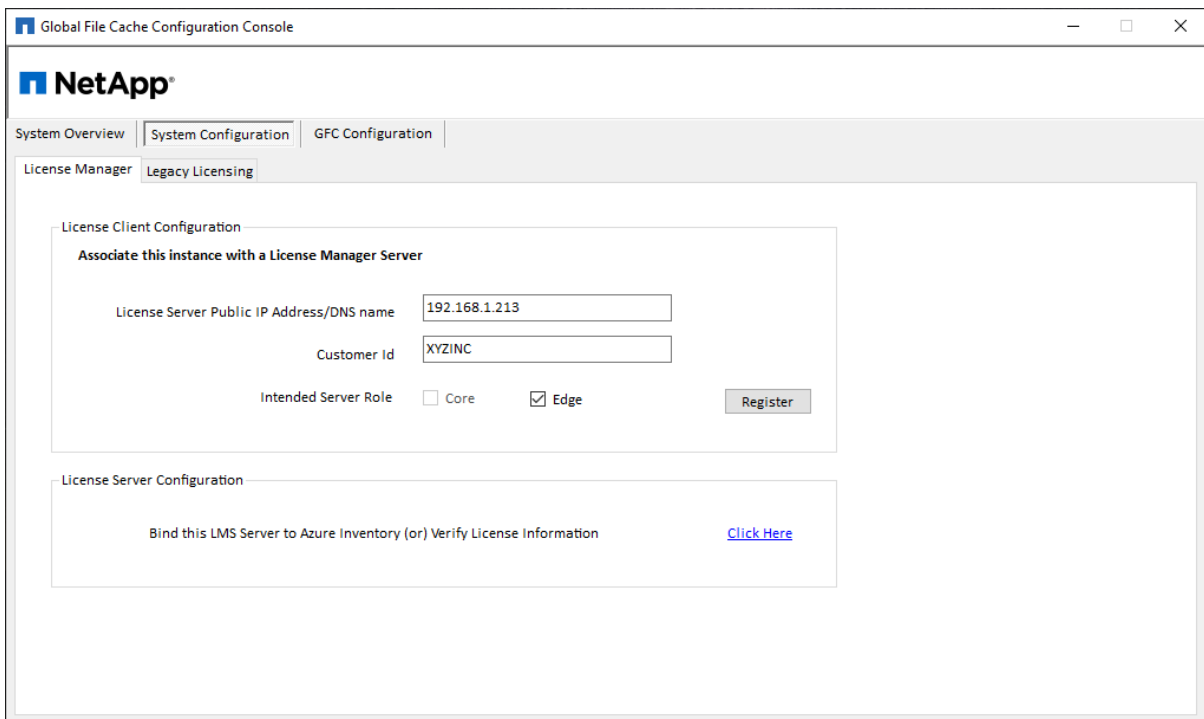 Global File Cache Configuration Console
NetApp®
System Overview System Configuration GFC Configuration
License Manager Legacy Licensing
License Client Configuration
Associate this instance with a License Manager Server
License Server Public IP Address/DNS name 192.168.1.213
Customer Id XYZINC
Intended Server Role Core Edge Register
License Server Configuration
Bind this LMS Server to Azure Inventory (or) Verify License Information Click Here